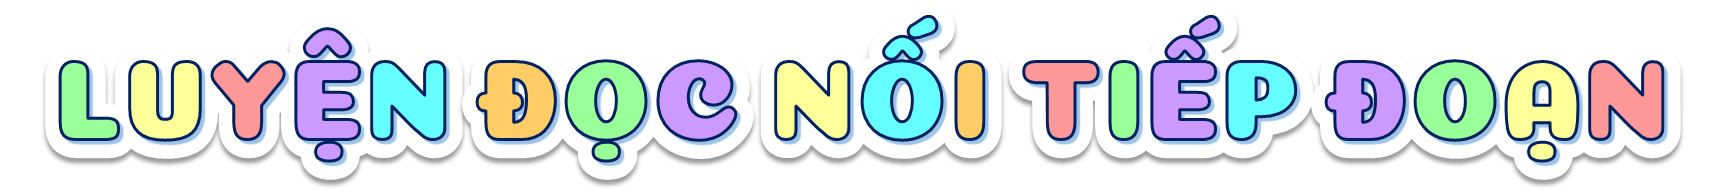 LUYỆN ĐỌC NỐI TIẾP ĐOẠN